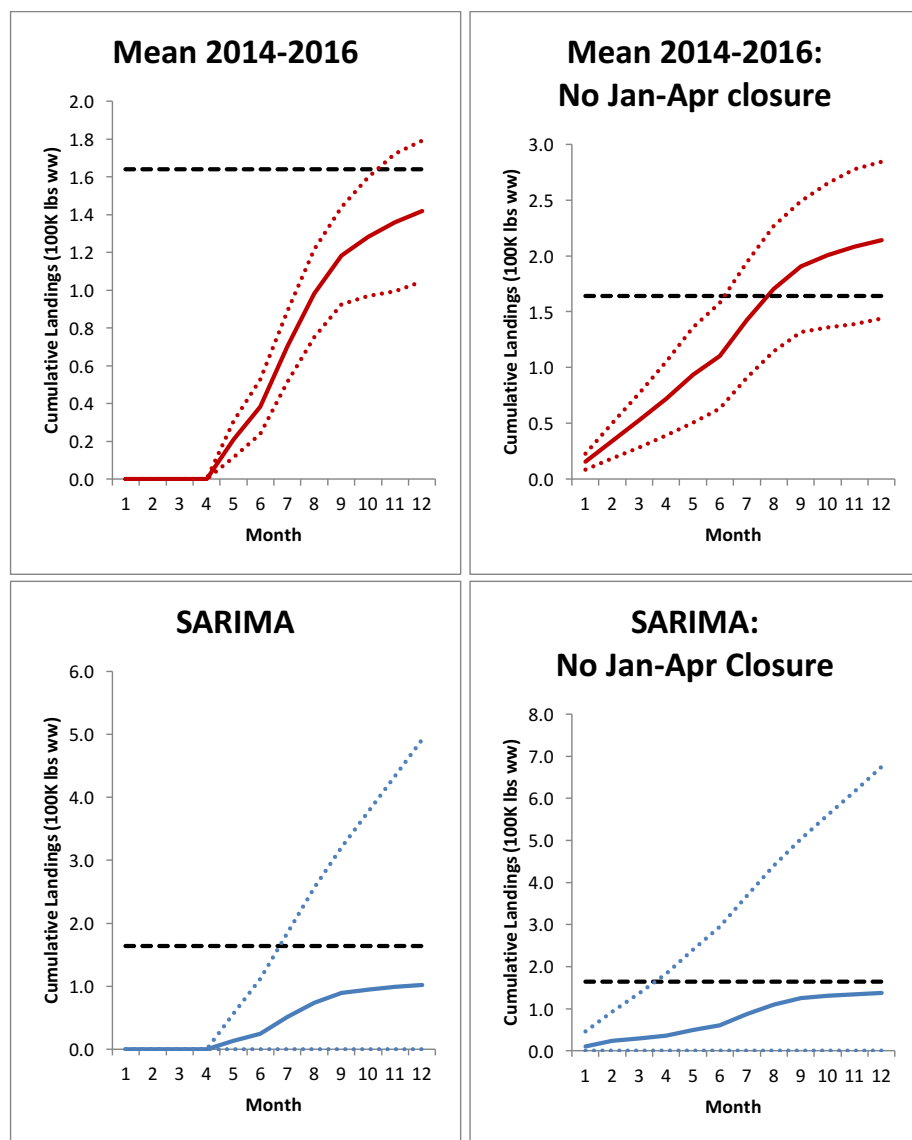 Mean 2014-2016
Cumulative Landings (100K lbs ww)
2.0
1.8
1.6
1.4
1.2
1.0
0.8
0.6
0.4
0.2
0.0
1 2 3 4 5 6 7 8 9 10 11 12
Month
Mean 2014-2016:
No Jan-Apr closure
Cumulative Landings (100K lbs ww)
3.0
2.5
2.0
1.5
1.0
0.5
0.0
1 2 3 4 5 6 7 8 9 10 11 12
Month
SARIMA
Cumulative Landings (100K lbs ww)
6.0
5.0
4.0
3.0
2.0
1.0
0.0
1 2 3 4 5 6 7 8 9 10 11 12
Month
SARIMA:
No Jan-Apr Closure
Cumulative Landings (100K lbs ww)
8.0
7.0
6.0
5.0
4.0
3.0
2.0
1.0
0.0
1 2 3 4 5 6 7 8 9 10 11 12
Month